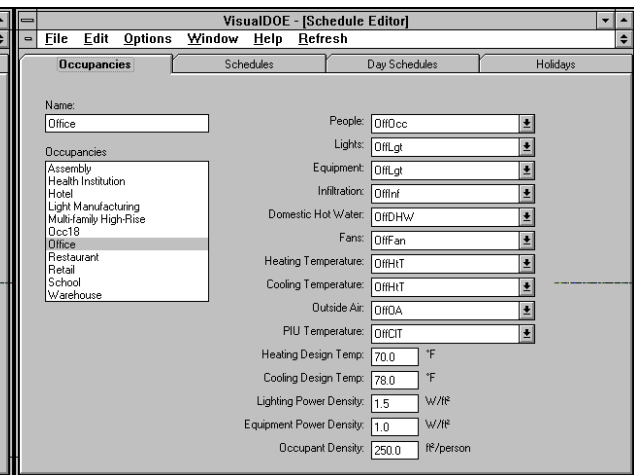 VisualDOE - [Schedule Editor]
File Edit Options Window Help Refresh
Occupancies Schedules Day Schedules Holidays
Name:
Office
Occupancies
Assembly
Health Institution
Hotel
Light Manufacturing
Multi-family High-Rise
Occ18
Office
Restaurant
Retail
School
Warehouse
People: OffOcc
Lights: OffLgt
Equipment: OffLgt
Infiltration: OffInf
Domestic Hot Water: OffDHW
Fans: OffFan
Heating Temperature: OffHtT
Cooling Temperature: OffHtT
Outside Air: OffOA
PIU Temperature: OffClT
Heating Design Temp: 70.0 °F
Cooling Design Temp: 78.0 °F
Lighting Power Density: 1.5 W/ft²
Equipment Power Density: 1.0 W/ft²
Occupant Density: 250.0 ft²/person